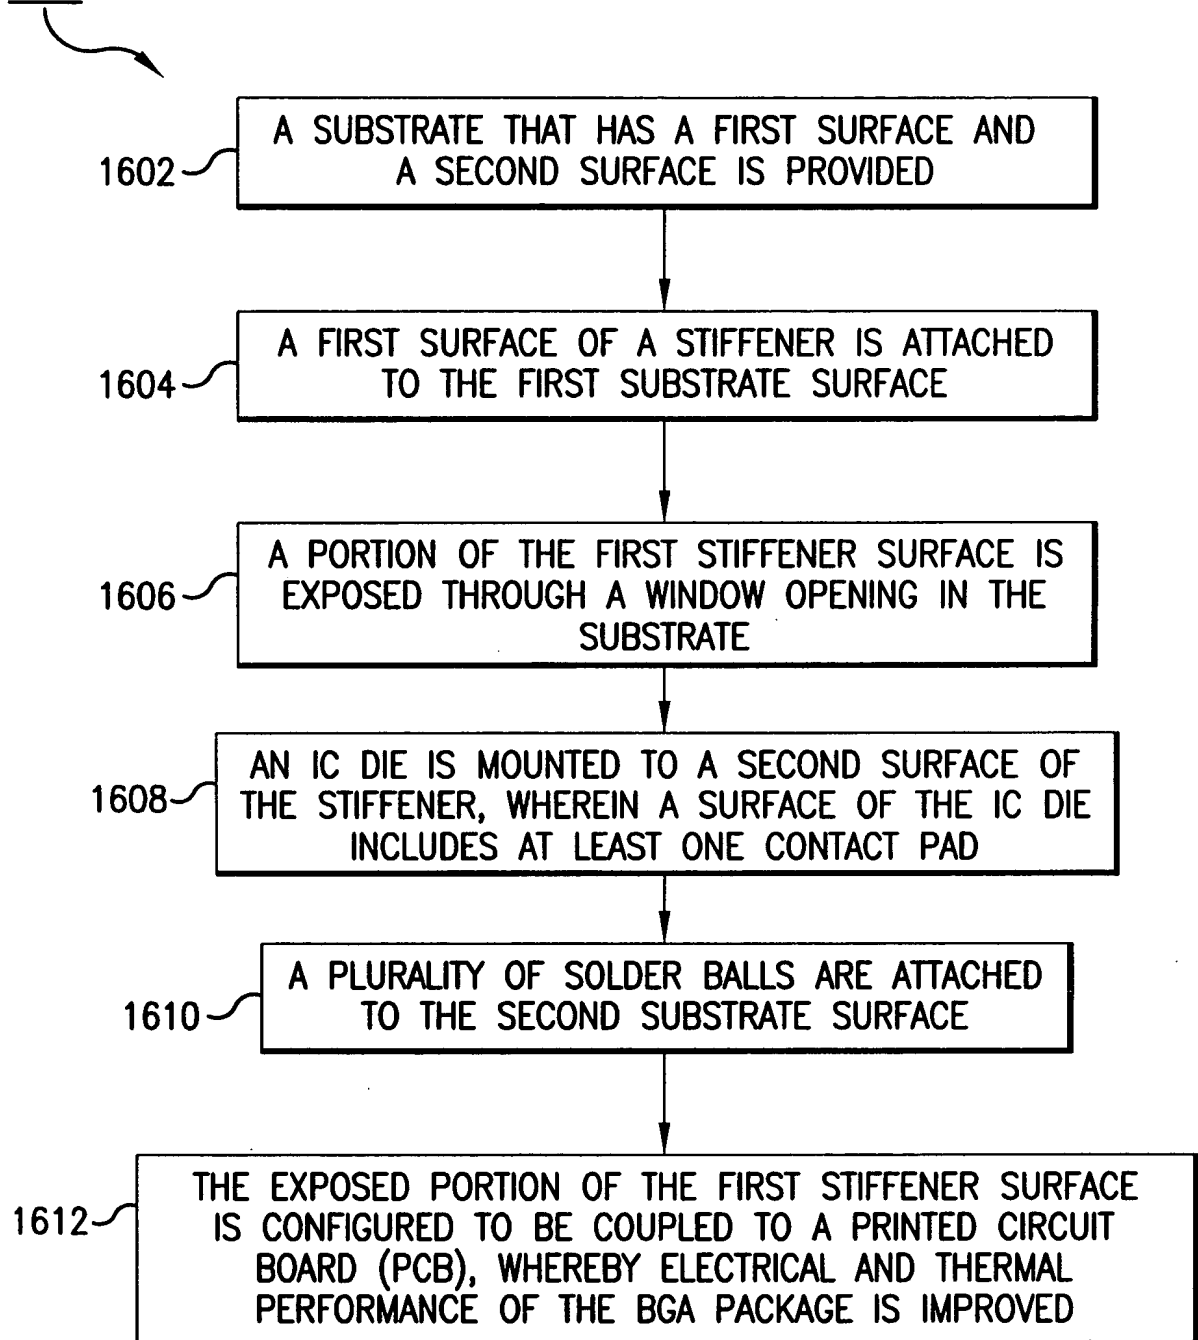 A SUBSTRATE THAT HAS A FIRST SURFACE AND
A SECOND SURFACE IS PROVIDED
1602
A FIRST SURFACE OF A STIFFENER IS ATTACHED
TO THE FIRST SUBSTRATE SURFACE
1604
A PORTION OF THE FIRST STIFFENER SURFACE IS
EXPOSED THROUGH A WINDOW OPENING IN THE
SUBSTRATE
1606
AN IC DIE IS MOUNTED TO A SECOND SURFACE OF
THE STIFFENER, WHEREIN A SURFACE OF THE IC DIE
INCLUDES AT LEAST ONE CONTACT PAD
1608
A PLURALITY OF SOLDER BALLS ARE ATTACHED
TO THE SECOND SUBSTRATE SURFACE
1610
THE EXPOSED PORTION OF THE FIRST STIFFENER SURFACE
IS CONFIGURED TO BE COUPLED TO A PRINTED CIRCUIT
BOARD (PCB), WHEREBY ELECTRICAL AND THERMAL
PERFORMANCE OF THE BGA PACKAGE IS IMPROVED
1612